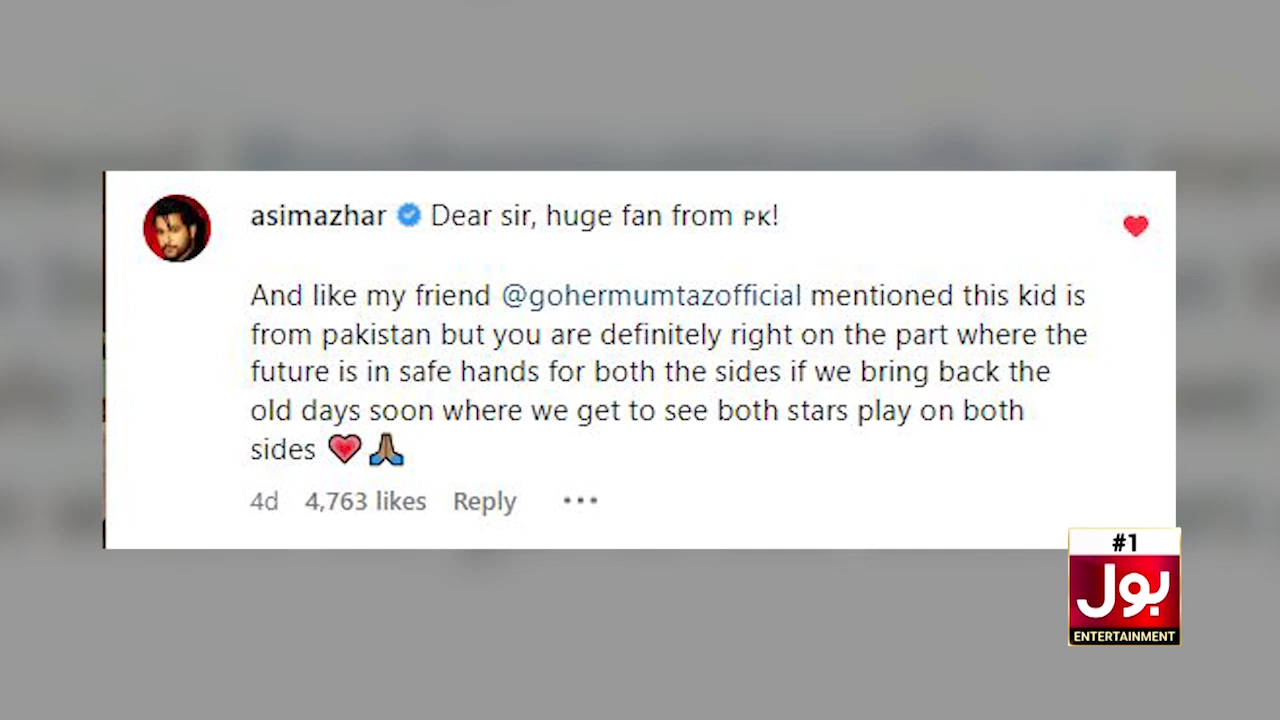 asimazhar Dear sir, huge fan from PK!
And like my friend @gohermumtazofficial mentioned this kid is
from pakistan but you are definitely right on the part where the
future is in safe hands for both the sides if we bring back the
old days soon where we get to see both stars play on both
sides ❤️🙏🏽
4d 4,763 likes Reply •••
#1
بول
ENTERTAINMENT